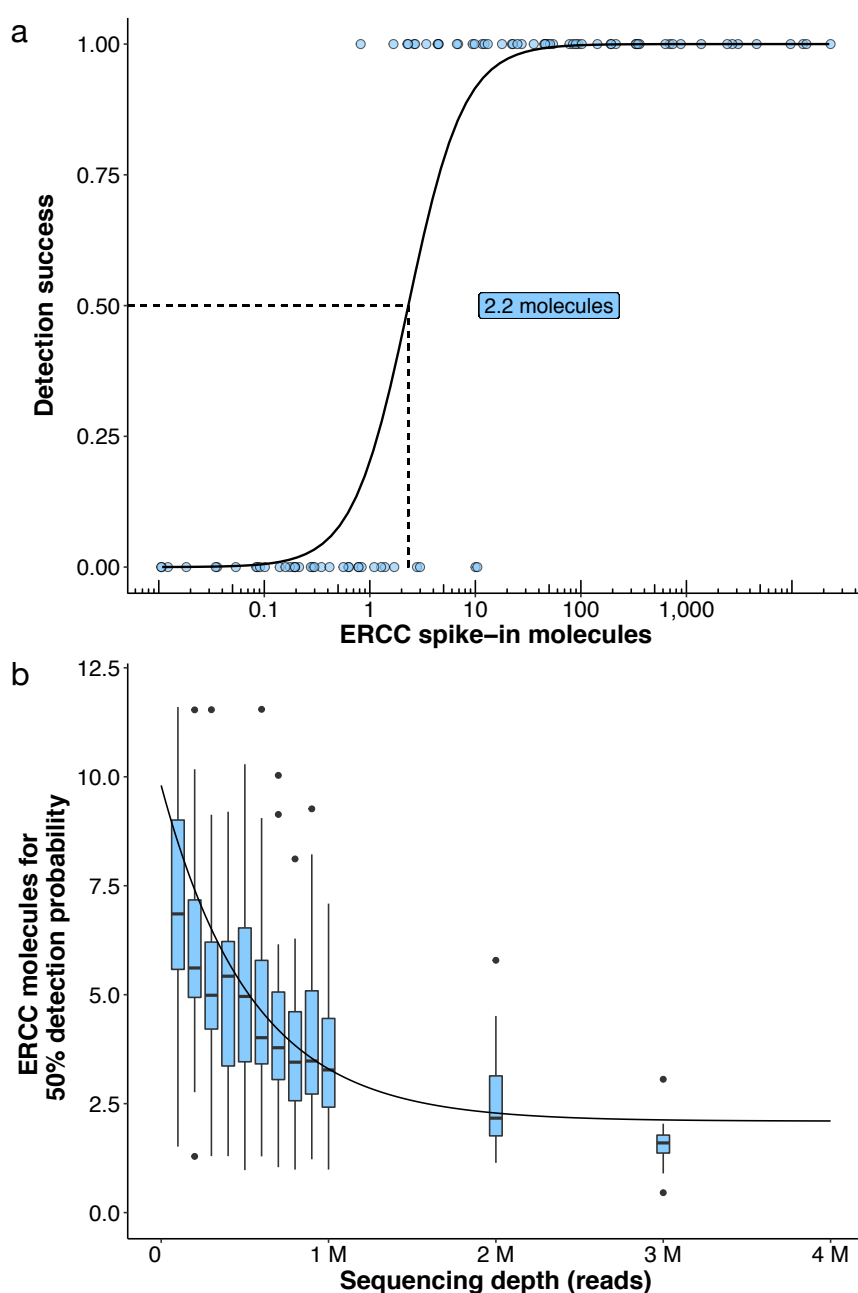 a
1.00
0.75
0.50
0.25
0.00
Detection success
2.2 molecules
0.1 1 10 100 1,000
ERCC spike−in molecules
b
12.5
10.0
7.5
5.0
2.5
0.0
ERCC molecules for
50% detection probability
0 1 M 2 M 3 M 4 M
Sequencing depth (reads)